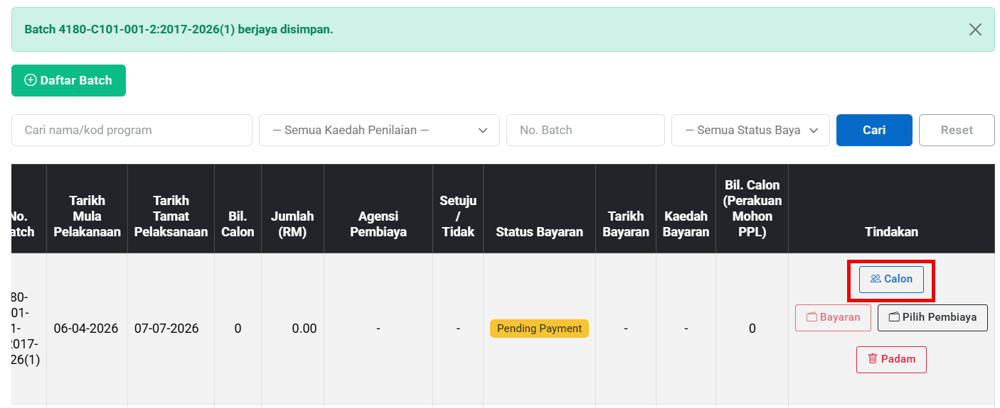 Batch 4180-C101-001-2:2017-2026(1) berjaya disimpan.
Daftar Batch
Cari nama/kod program
— Semua Kaedah Penilaian —
No. Batch
— Semua Status Baya
Cari
Reset
No.
atch
Tarikh
Mula
Pelakanaan
Tarikh
Tamat
Pelaksanaan
Bil.
Calon
Jumlah
(RM)
Agensi
Pembiaya
Setuju
/
Tidak
Status Bayaran
Tarikh
Bayaran
Kaedah
Bayaran
Bil. Calon
(Perakuan
Mohon
PPL)
Tindakan
80-
01-
1-
2017-
26(1)
06-04-2026
07-07-2026
0
0.00
-
-
Pending Payment
-
-
0
Calon
Bayaran
Pilih Pembiaya
Padam